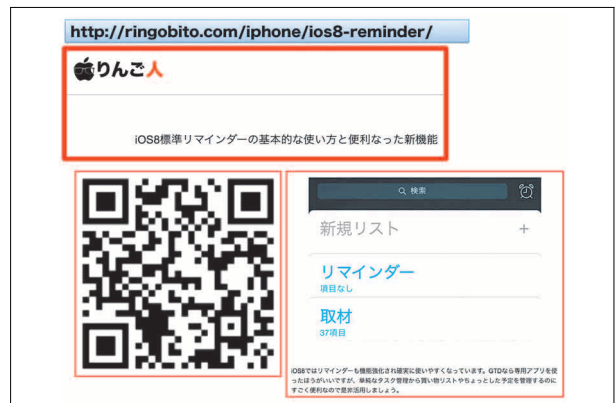 http://ringobito.com/iphone/ios8-reminder/
りんご人
iOS8標準リマインダーの基本的な使い方と便利なった新機能
検索
新規リスト +
リマインダー
項目なし
取材
37項目
iOS8ではリマインダーも機能強化され確実に使いやすくなっています。GTDなら専用アプリを使
ったほうがいいですが、単純なタスク管理から買い物リストやちょっとした予定を管理するのに
すごく便利なので是非活用しましょう。